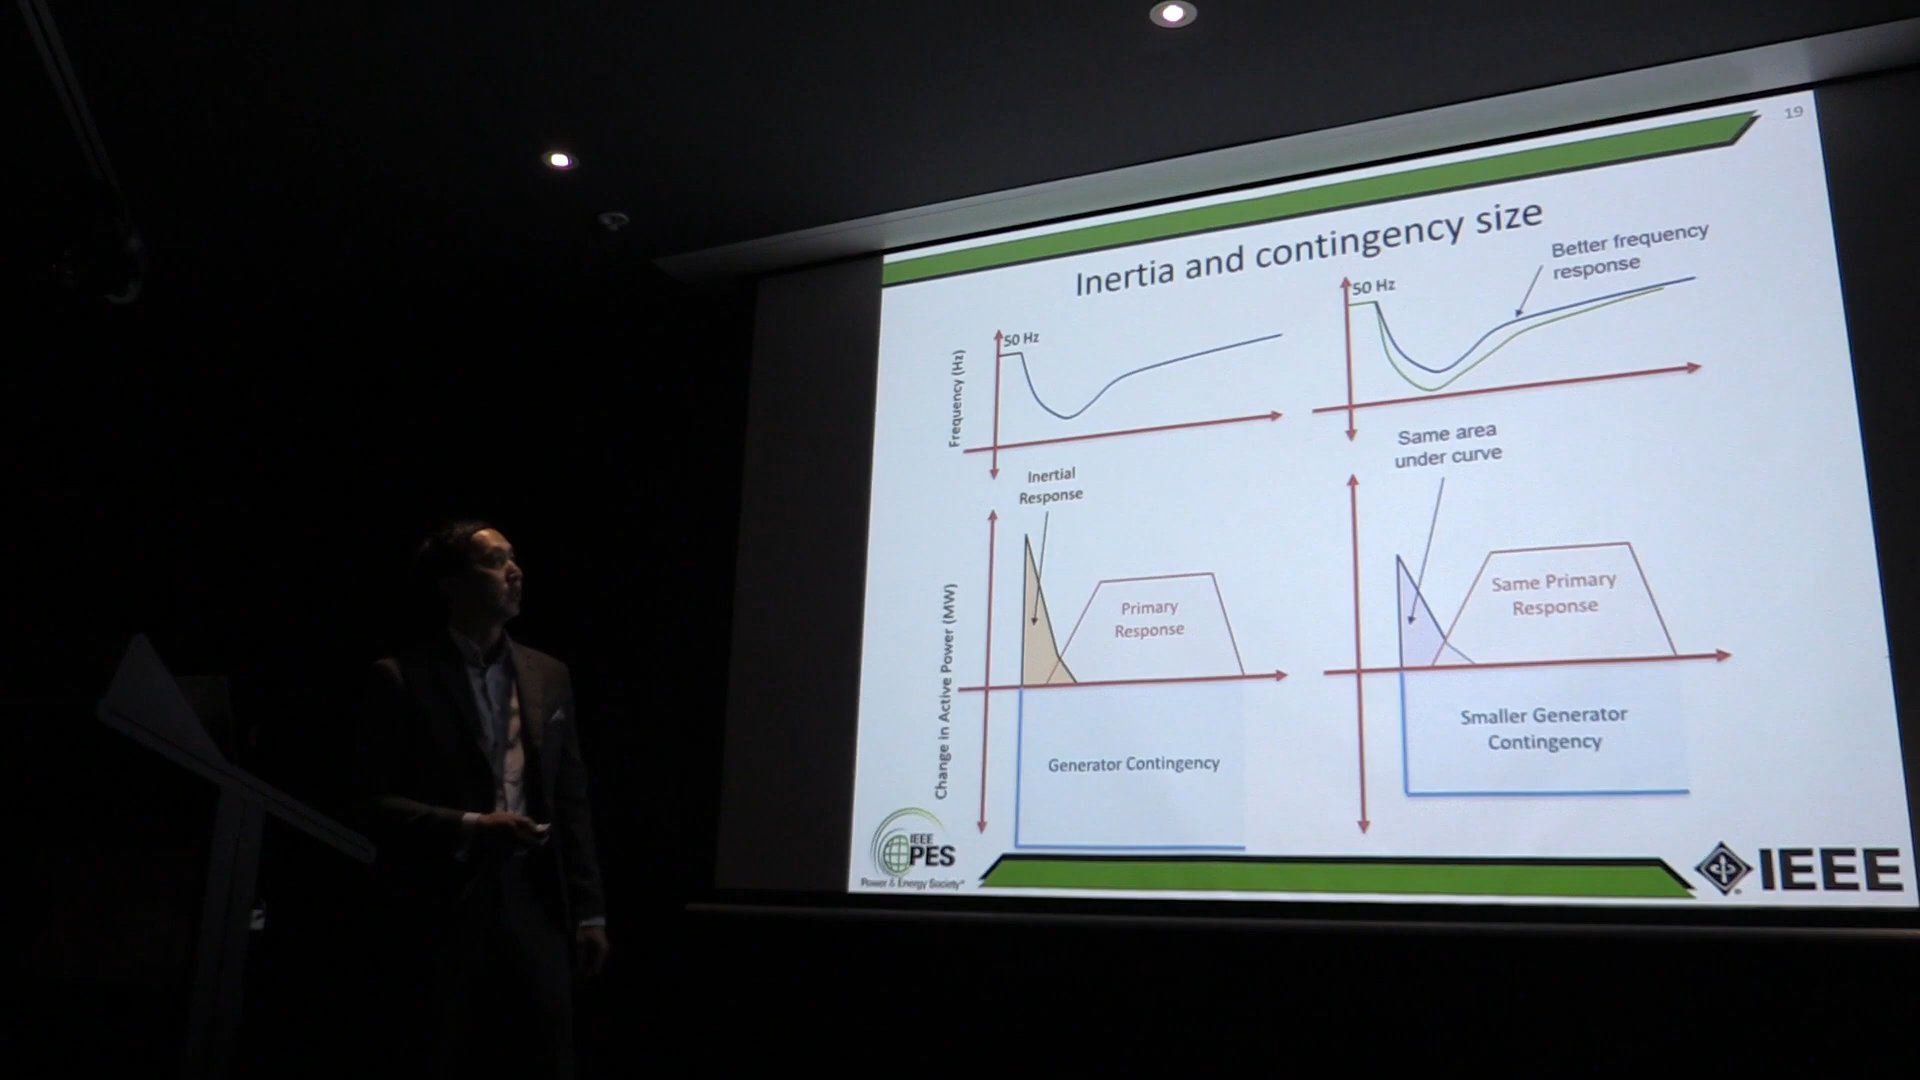 19
Inertia and contingency size
50 Hz
Frequency (Hz)
50 Hz
Better frequency
response
Inertial
Response
Same area
under curve
Change in Active Power (MW)
Primary
Response
Generator Contingency
Same Primary
Response
Smaller Generator
Contingency
IEEE
PES
Power & Energy Society
IEEE